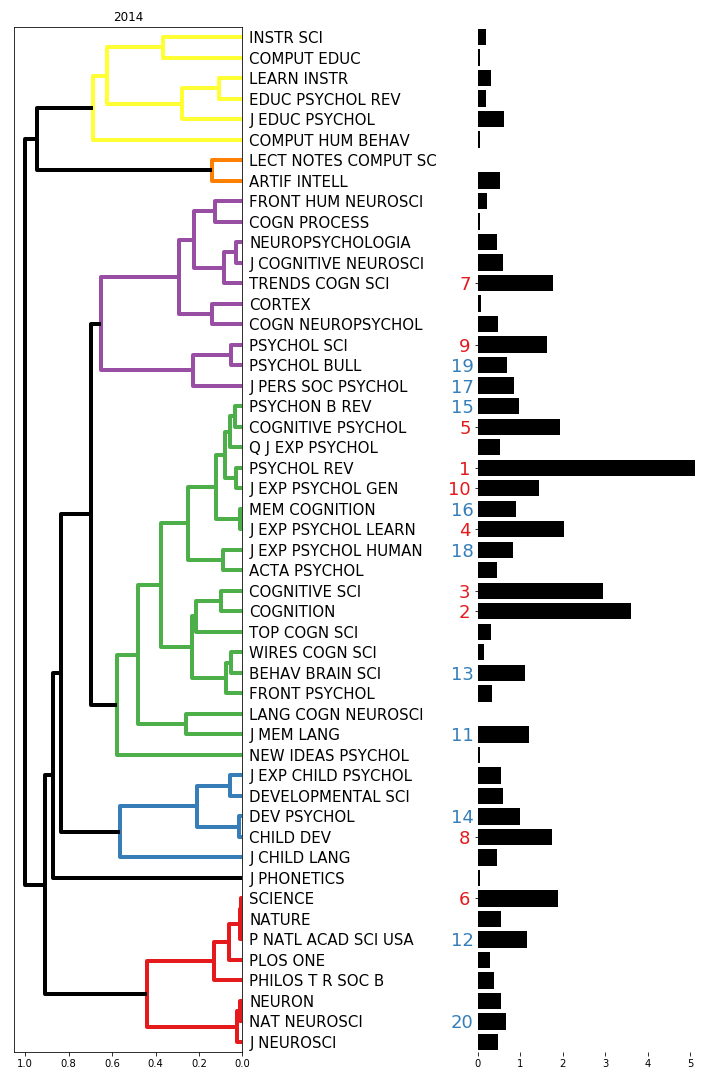 2014
INSTR SCI
COMPUT EDUC
LEARN INSTR
EDUC PSYCHOL REV
J EDUC PSYCHOL
COMPUT HUM BEHAV
LECT NOTES COMPUT SC
ARTIF INTELL
FRONT HUM NEUROSCI
COGN PROCESS
NEUROPSYCHOLOGIA
J COGNITIVE NEUROSCI
TRENDS COGN SCI 7
CORTEX
COGN NEUROPSYCHOL
PSYCHOL SCI 9
PSYCHOL BULL 19
J PERS SOC PSYCHOL 17
PSYCHON B REV 15
COGNITIVE PSYCHOL 5
Q J EXP PSYCHOL
PSYCHOL REV 1
J EXP PSYCHOL GEN 10
MEM COGNITION 16
J EXP PSYCHOL LEARN 4
J EXP PSYCHOL HUMAN 18
ACTA PSYCHOL
COGNITIVE SCI 3
COGNITION 2
TOP COGN SCI
WIRES COGN SCI
BEHAV BRAIN SCI 13
FRONT PSYCHOL
LANG COGN NEUROSCI
J MEM LANG 11
NEW IDEAS PSYCHOL
J EXP CHILD PSYCHOL
DEVELOPMENTAL SCI
DEV PSYCHOL 14
CHILD DEV 8
J CHILD LANG
J PHONETICS
SCIENCE 6
NATURE
P NATL ACAD SCI USA 12
PLOS ONE
PHILOS T R SOC B
NEURON
NAT NEUROSCI 20
J NEUROSCI
1.0 0.8 0.6 0.4 0.2 0.0 0 1 2 3 4 5